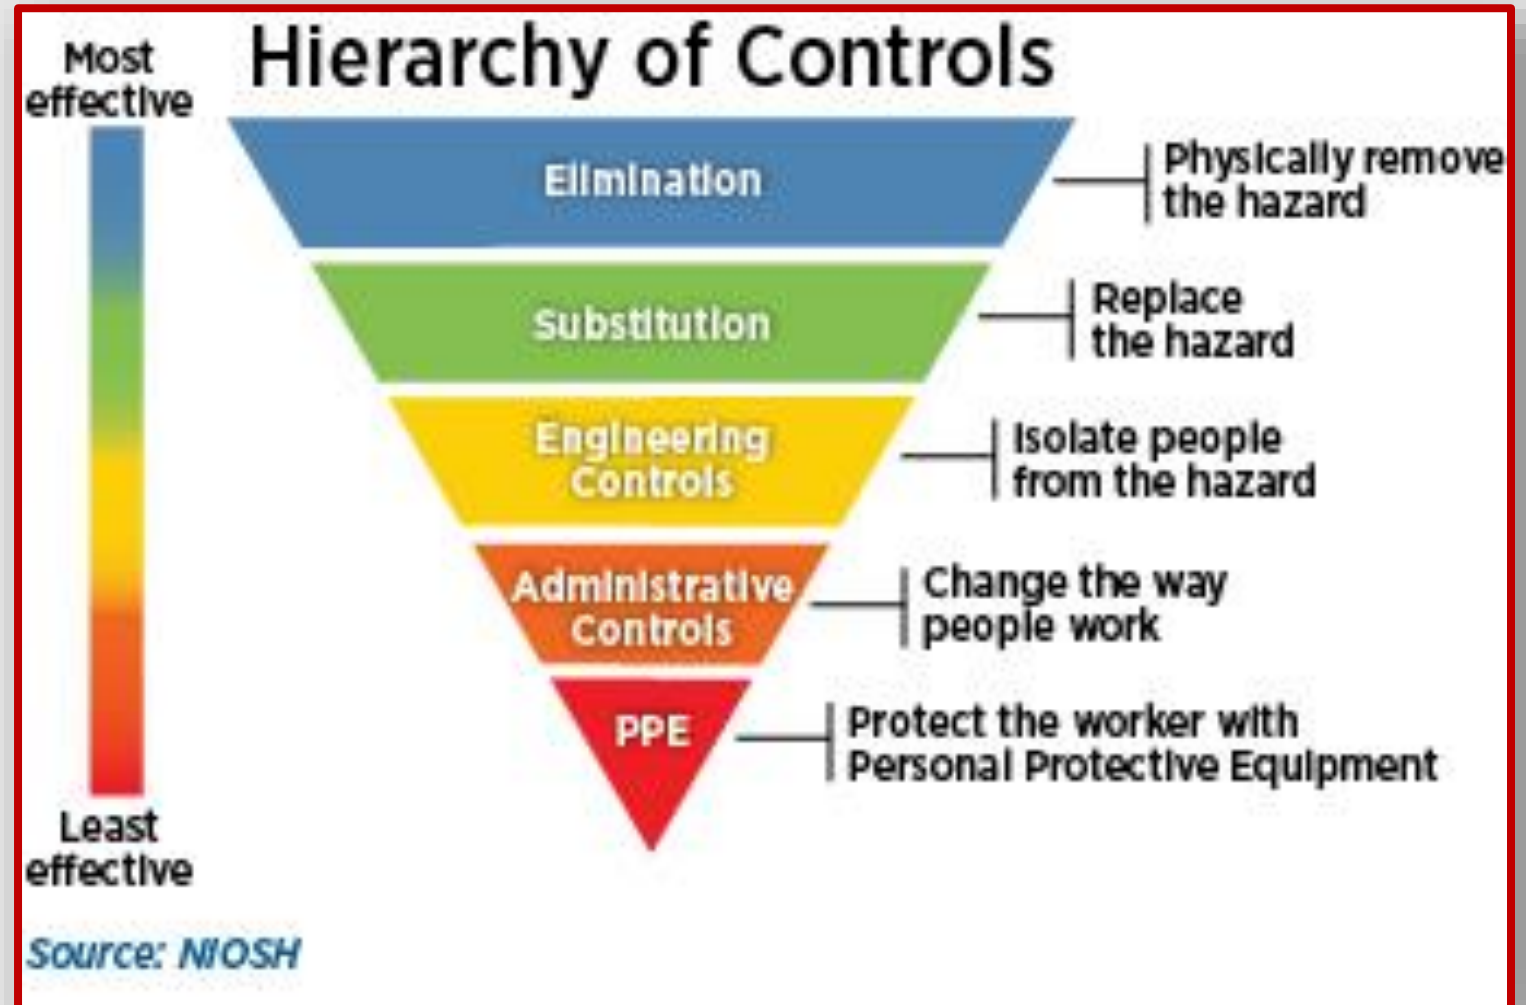 Hierarchy of Controls
Most
effective
Elimination
Physically remove
the hazard
Substitution
Replace
the hazard
Engineering
Controls
Isolate people
from the hazard
Administrative
Controls
Change the way
people work
PPE
Protect the worker with
Personal Protective Equipment
Least
effective
Source: NIOSH